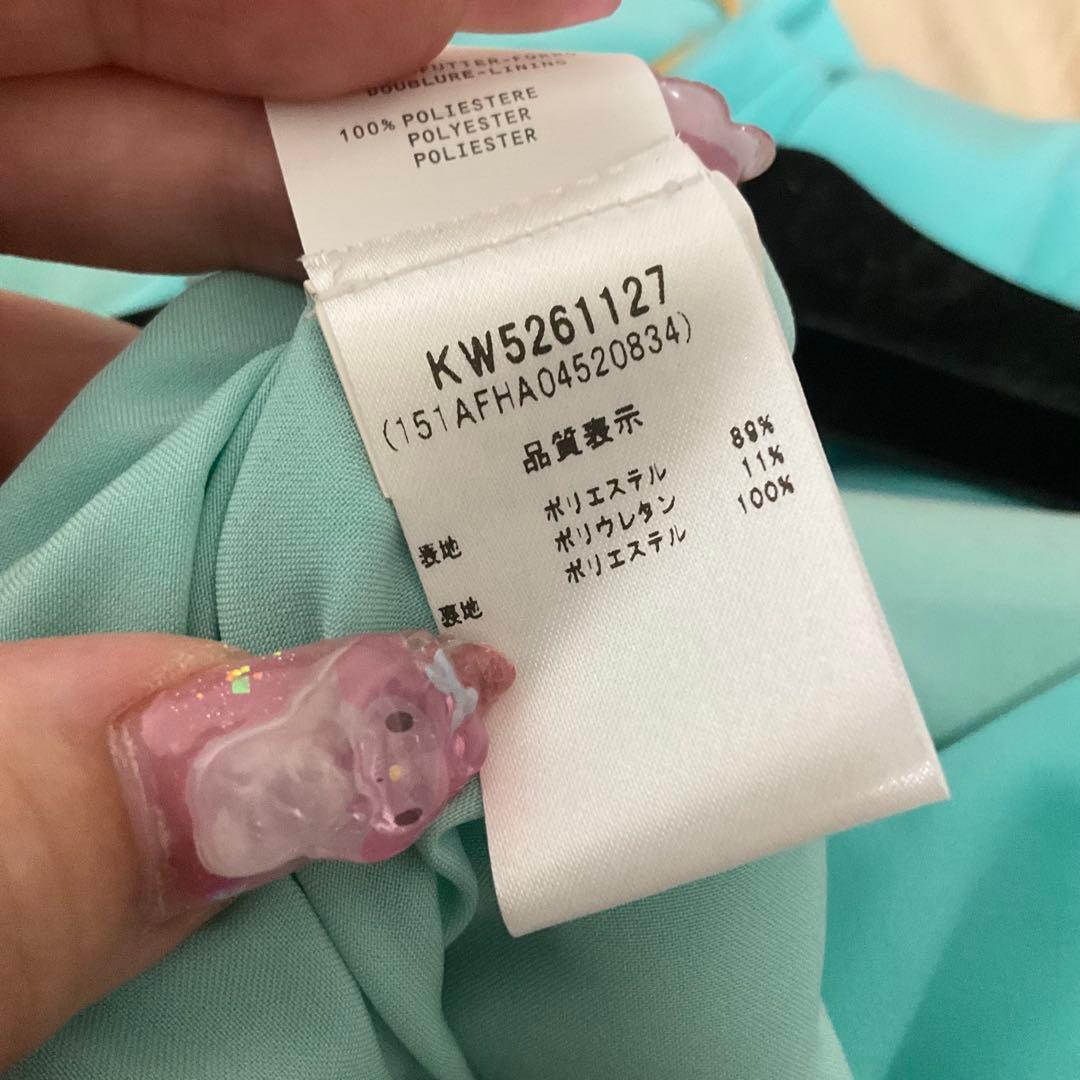 FUTTER-
DOUBLURE-LINING
100% POLIESTERE
POLYESTER
POLIESTER
KW5261127
(151AFHA04520834)
品質表示
ポリエステル 89%
表地 ポリウレタン 11%
ポリエステル 100%
裏地